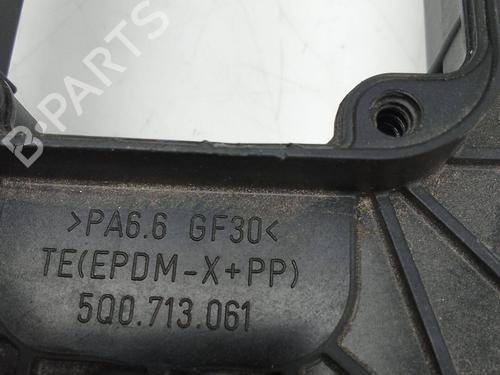 B-PARTS
>PA6.6 GF30<
TE(EPDM-X+PP)
5Q0.713.061